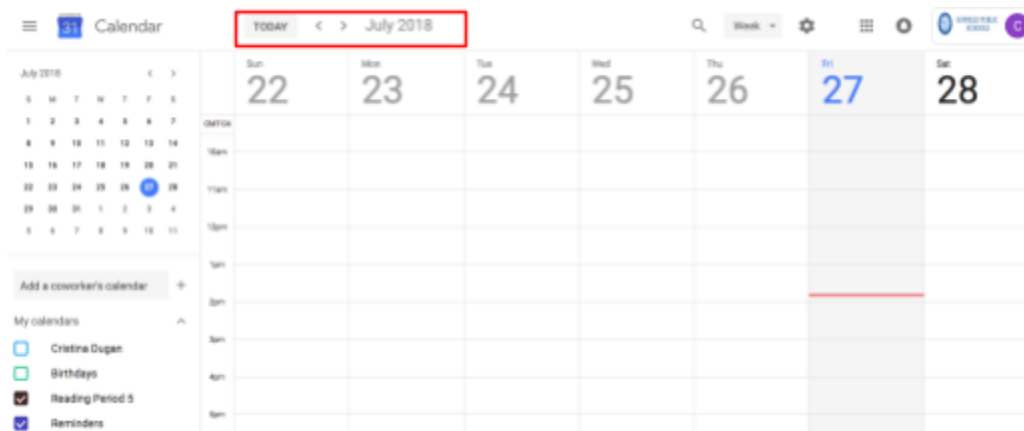 31 Calendar
TODAY < > July 2018
Week
C
July 2018 < >
S M T W T F S
1 2 3 4 5 6 7
8 9 10 11 12 13 14
15 16 17 18 19 20 21
22 23 24 25 26 27 28
29 30 31 1 2 3 4
5 6 7 8 9 10 11
Add a coworker's calendar +
My calendars
Cristina Dugan
Birthdays
Reading Period 5
Reminders
Sun Mon Tue Wed Thu Fri Sat
22 23 24 25 26 27 28
10am
11am
12pm
1pm
2pm
3pm
4pm
5pm